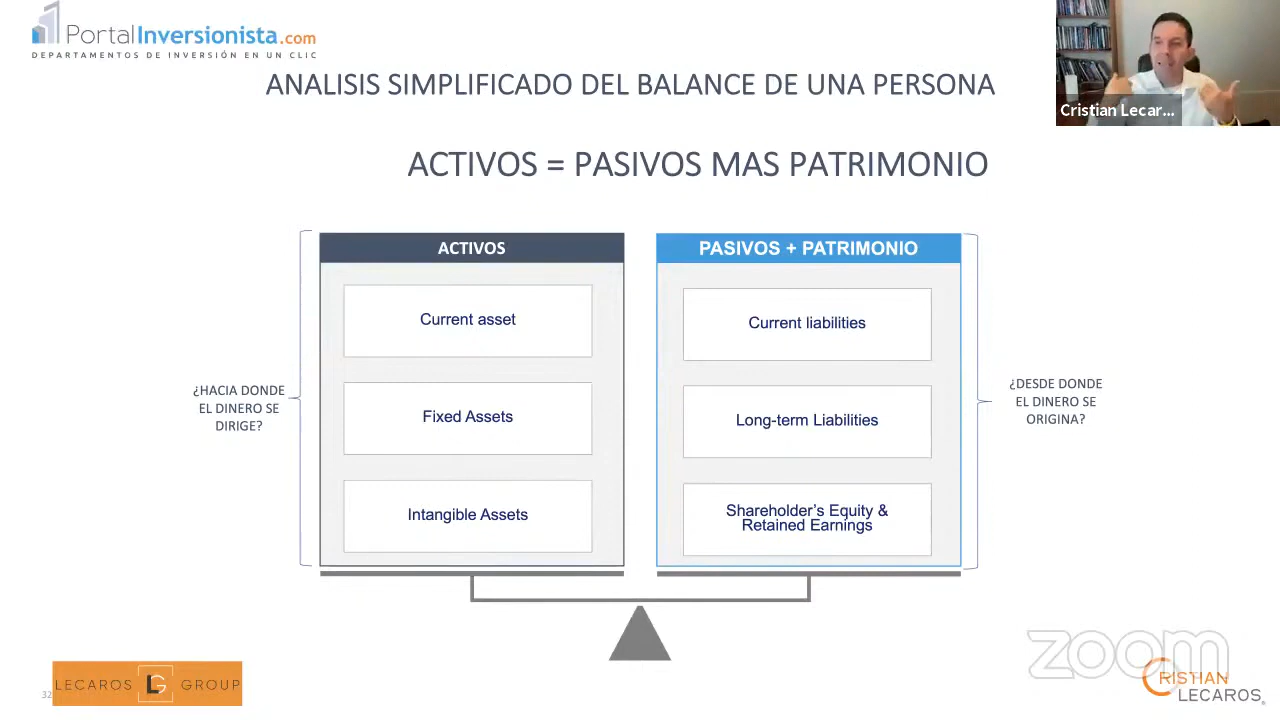 PortalInversionista.com
DEPARTAMENTOS DE INVERSIÓN EN UN CLIC
Cristian Lecar...
ANALISIS SIMPLIFICADO DEL BALANCE DE UNA PERSONA
ACTIVOS = PASIVOS MAS PATRIMONIO
ACTIVOS
Current asset
Fixed Assets
Intangible Assets
PASIVOS + PATRIMONIO
Current liabilities
Long-term Liabilities
Shareholder’s Equity &
Retained Earnings
¿HACIA DONDE
EL DINERO SE
DIRIGE?
¿DESDE DONDE
EL DINERO SE
ORIGINA?
32
LECAROS LG GROUP
zoom
CRISTIAN
LECAROS®